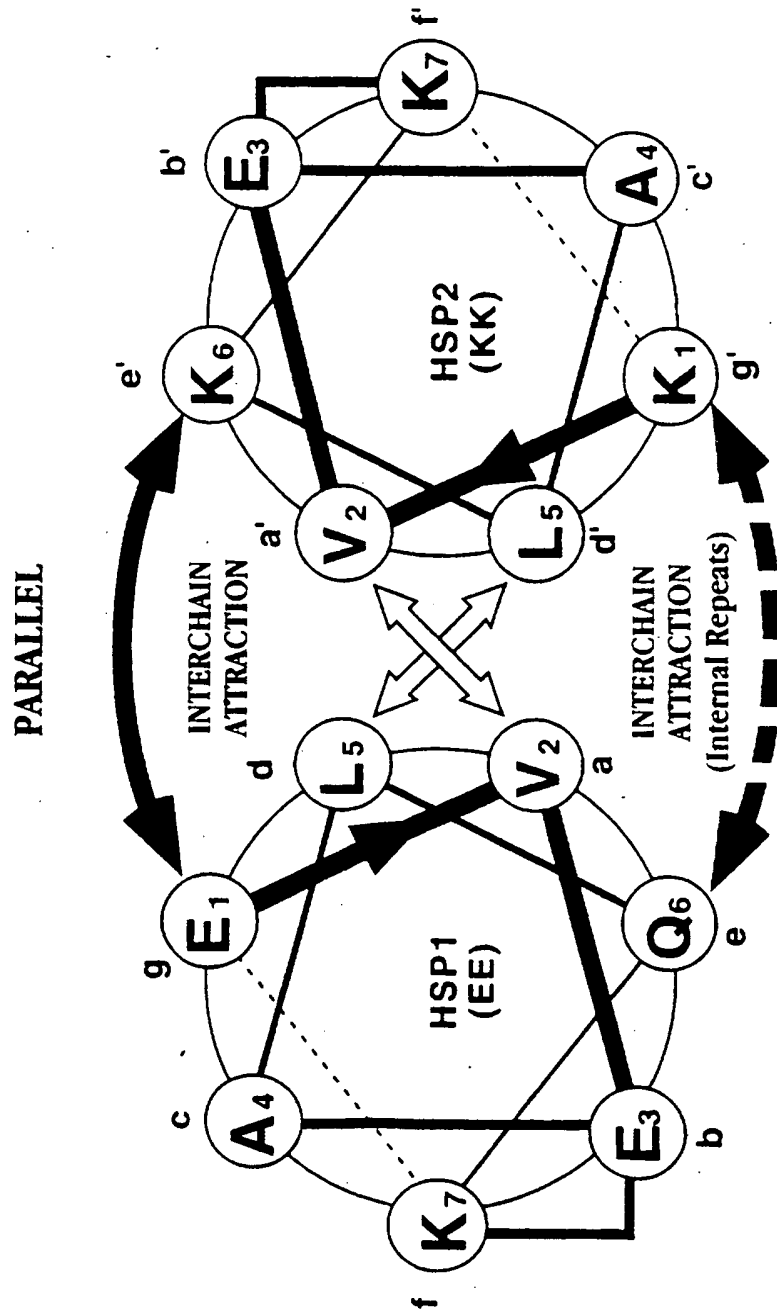 PARALLEL
g
E1
d
L5
c
A4
f
K7
HSP1
(EE)
b
E3
e
Q6
a
V2
INTERCHAIN
ATTRACTION
INTERCHAIN
ATTRACTION
(Internal Repeats)
e'
K6
b'
E3
a'
V2
f'
K7
HSP2
(KK)
d'
L5
c'
A4
g'
K1